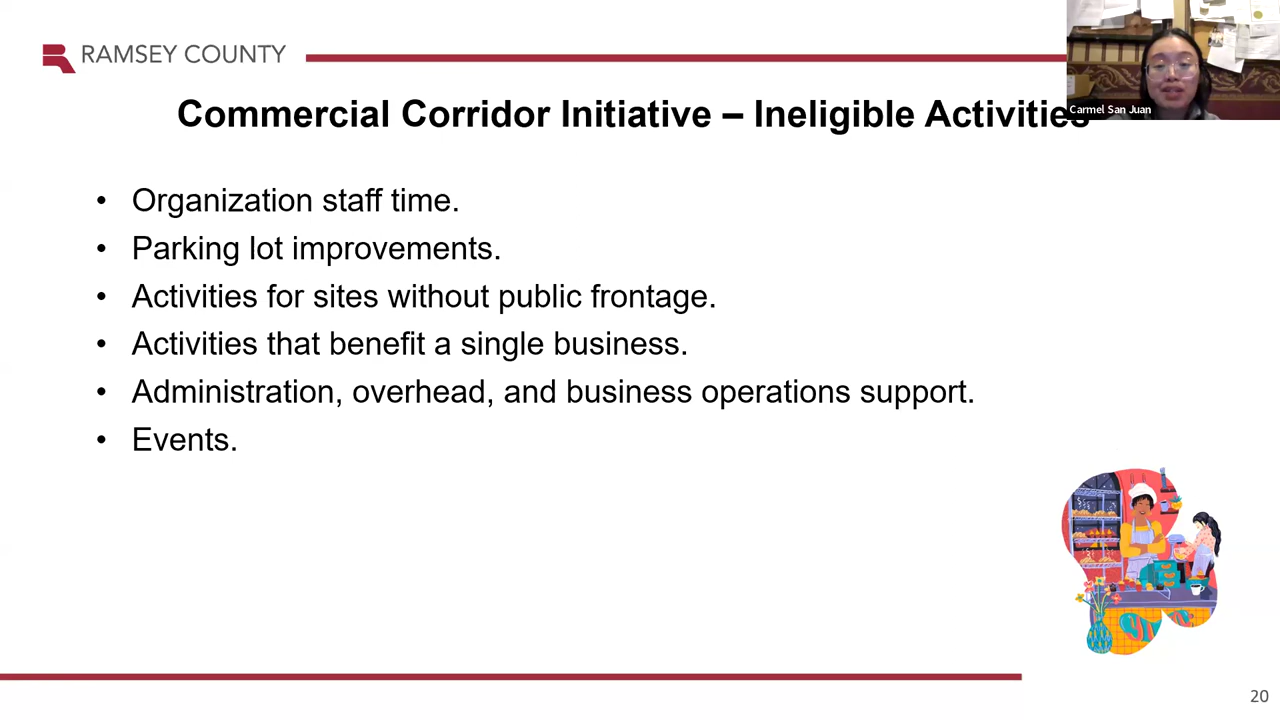 RAMSEY COUNTY
Carmel San Juan
Commercial Corridor Initiative – Ineligible Activities
• Organization staff time.
• Parking lot improvements.
• Activities for sites without public frontage.
• Activities that benefit a single business.
• Administration, overhead, and business operations support.
• Events.
20